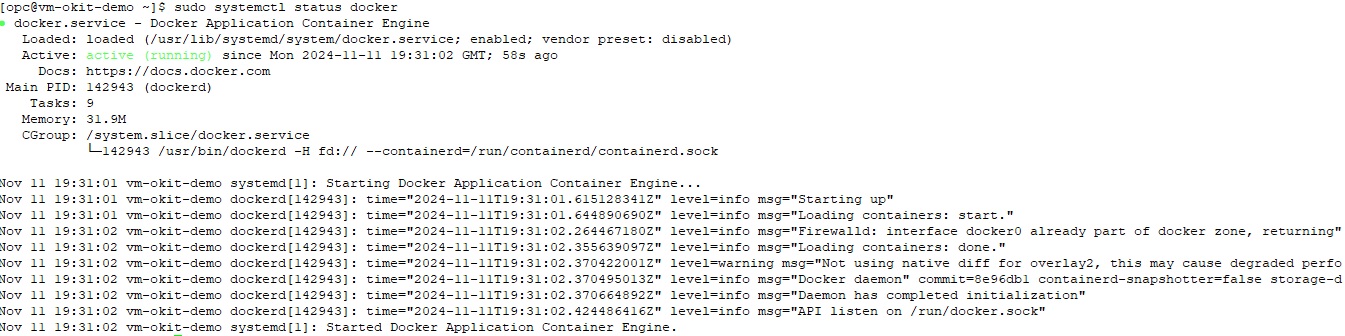 [opc@vm-okit-demo ~]$ sudo systemctl status docker
● docker.service - Docker Application Container Engine
   Loaded: loaded (/usr/lib/systemd/system/docker.service; enabled; vendor preset: disabled)
   Active: active (running) since Mon 2024-11-11 19:31:02 GMT; 58s ago
     Docs: https://docs.docker.com
 Main PID: 142943 (dockerd)
    Tasks: 9
   Memory: 31.9M
   CGroup: /system.slice/docker.service
           └─142943 /usr/bin/dockerd -H fd:// --containerd=/run/containerd/containerd.sock

Nov 11 19:31:01 vm-okit-demo systemd[1]: Starting Docker Application Container Engine...
Nov 11 19:31:01 vm-okit-demo dockerd[142943]: time="2024-11-11T19:31:01.615128341Z" level=info msg="Starting up"
Nov 11 19:31:01 vm-okit-demo dockerd[142943]: time="2024-11-11T19:31:01.644890690Z" level=info msg="Loading containers: start."
Nov 11 19:31:02 vm-okit-demo dockerd[142943]: time="2024-11-11T19:31:02.264467180Z" level=info msg="Firewalld: interface docker0 already part of docker zone, returning"
Nov 11 19:31:02 vm-okit-demo dockerd[142943]: time="2024-11-11T19:31:02.355639097Z" level=info msg="Loading containers: done."
Nov 11 19:31:02 vm-okit-demo dockerd[142943]: time="2024-11-11T19:31:02.370422001Z" level=warning msg="Not using native diff for overlay2, this may cause degraded perfo
Nov 11 19:31:02 vm-okit-demo dockerd[142943]: time="2024-11-11T19:31:02.370495013Z" level=info msg="Docker daemon" commit=8e96db1 containerd-snapshotter=false storage-d
Nov 11 19:31:02 vm-okit-demo dockerd[142943]: time="2024-11-11T19:31:02.370664892Z" level=info msg="Daemon has completed initialization"
Nov 11 19:31:02 vm-okit-demo dockerd[142943]: time="2024-11-11T19:31:02.424486416Z" level=info msg="API listen on /run/docker.sock"
Nov 11 19:31:02 vm-okit-demo systemd[1]: Started Docker Application Container Engine.